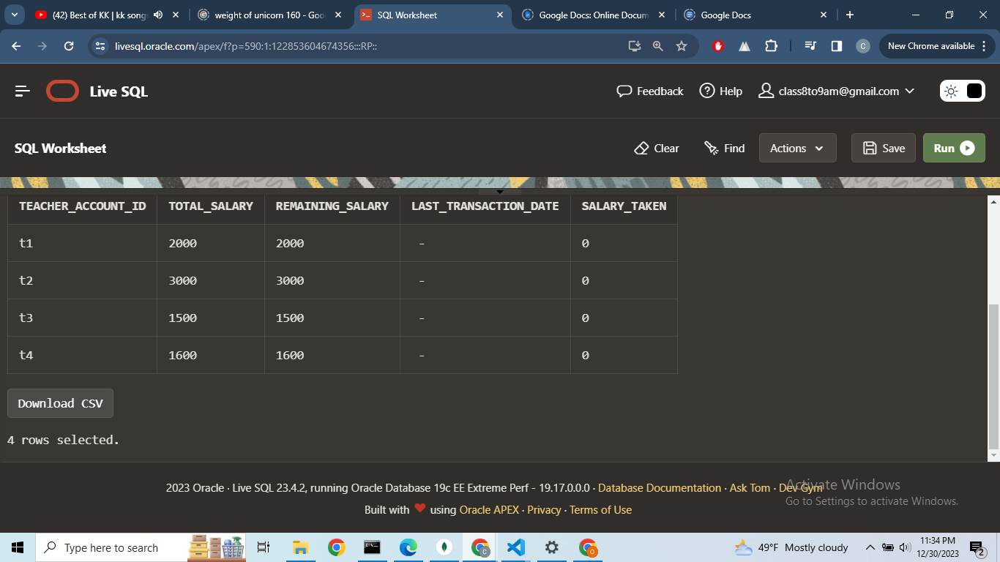 (42) Best of KK | kk songs
weight of unicorn 160 - Goo
SQL Worksheet
Google Docs: Online Docum
Google Docs
livesql.oracle.com/apex/f?p=590:1:122853604674356:::RP::
C
New Chrome available
Live SQL
Feedback
Help
class8to9am@gmail.com
SQL Worksheet
Clear
Find
Actions
Save
Run
TEACHER_ACCOUNT_ID TOTAL_SALARY REMAINING_SALARY LAST_TRANSACTION_DATE SALARY_TAKEN
t1 2000 2000 - 0
t2 3000 3000 - 0
t3 1500 1500 - 0
t4 1600 1600 - 0
Download CSV
4 rows selected.
2023 Oracle · Live SQL 23.4.2, running Oracle Database 19c EE Extreme Perf - 19.17.0.0.0 · Database Documentation · Ask Tom · Dev Gym
Built with ❤ using Oracle APEX · Privacy · Terms of Use
Activate Windows
Go to Settings to activate Windows.
Type here to search
49°F Mostly cloudy
11:34 PM
12/30/2023
2